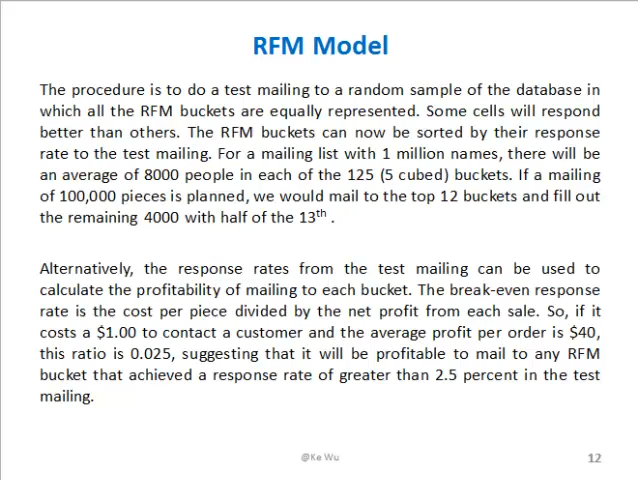 RFM Model
The procedure is to do a test mailing to a random sample of the database in
which all the RFM buckets are equally represented. Some cells will respond
better than others. The RFM buckets can now be sorted by their response
rate to the test mailing. For a mailing list with 1 million names, there will be
an average of 8000 people in each of the 125 (5 cubed) buckets. If a mailing
of 100,000 pieces is planned, we would mail to the top 12 buckets and fill out
the remaining 4000 with half of the 13th .
Alternatively, the response rates from the test mailing can be used to
calculate the profitability of mailing to each bucket. The break-even response
rate is the cost per piece divided by the net profit from each sale. So, if it
costs a $1.00 to contact a customer and the average profit per order is $40,
this ratio is 0.025, suggesting that it will be profitable to mail to any RFM
bucket that achieved a response rate of greater than 2.5 percent in the test
mailing.
@Ke Wu
12